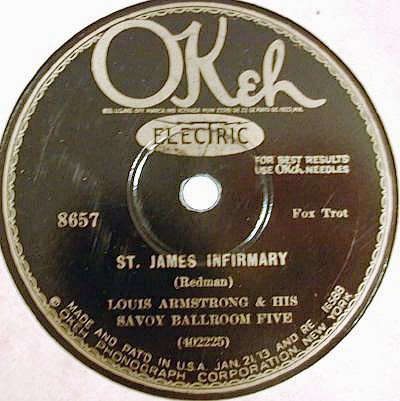 OKeh
ELECTRIC
FOR BEST RESULTS
USE OKeh NEEDLES
8657
Fox Trot
ST. JAMES INFIRMARY
(Redman)
LOUIS ARMSTRONG & HIS
SAVOY BALLROOM FIVE
(402225)
MADE AND PAT'D IN U.S.A. JAN. 21, '13 AND RE.
OKEH PHONOGRAPH CORPORATION NEW YORK